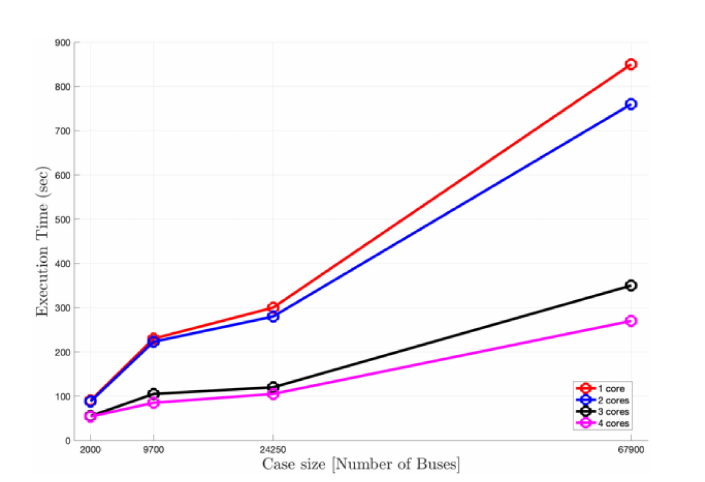 900
800
700
600
500
400
300
200
100
0
Execution Time (sec)
2000 9700 24250 67900
Case size [Number of Buses]
1 core
2 cores
3 cores
4 cores